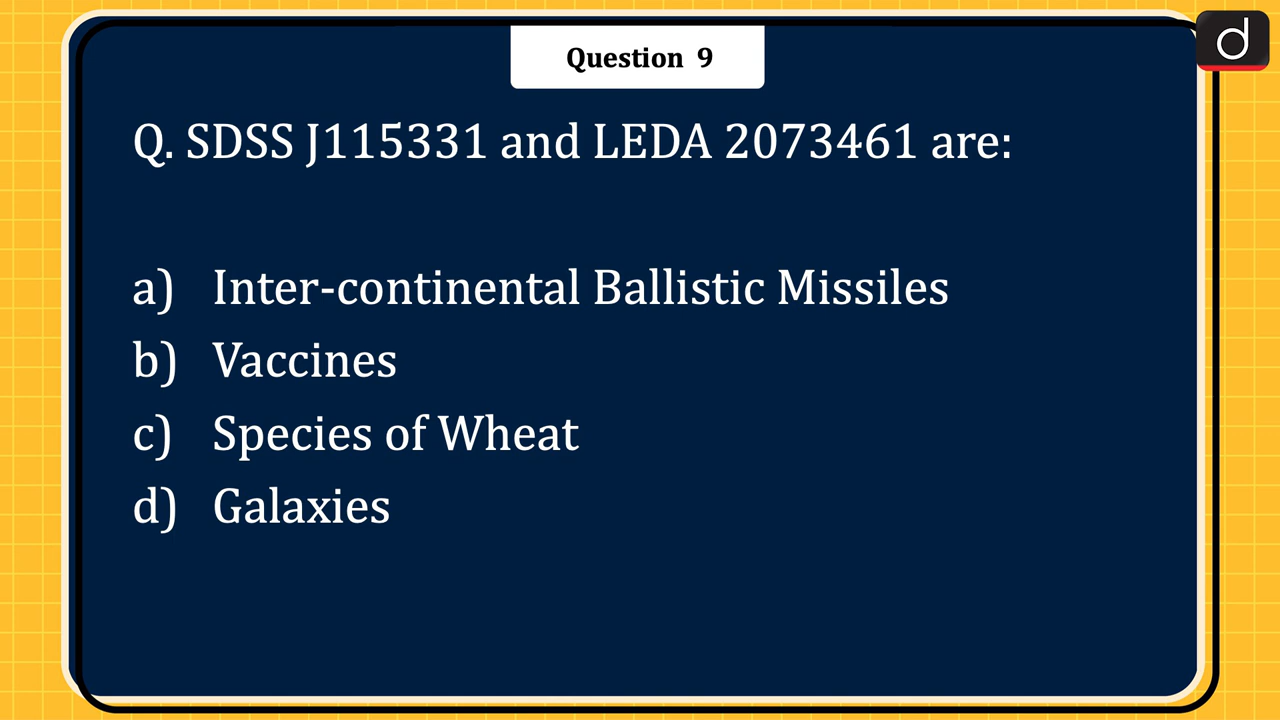 Question 9
d
Q. SDSS J115331 and LEDA 2073461 are:
a) Inter-continental Ballistic Missiles
b) Vaccines
c) Species of Wheat
d) Galaxies